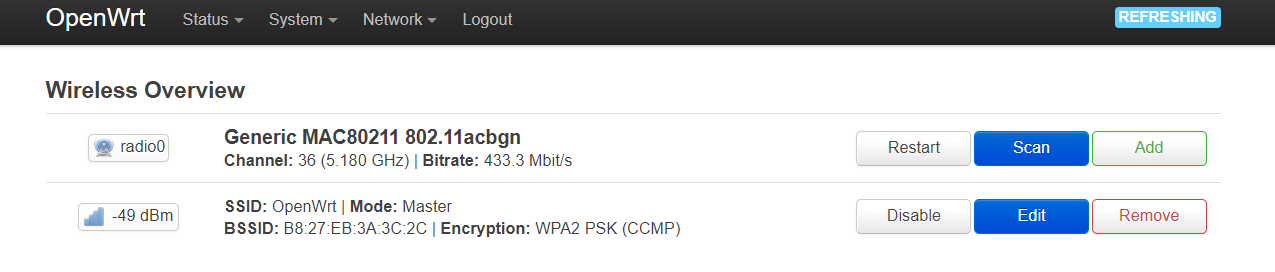 OpenWrt Status System Network Logout REFRESHING
Wireless Overview
radio0
Generic MAC80211 802.11acbgn
Channel: 36 (5.180 GHz) | Bitrate: 433.3 Mbit/s
Restart Scan Add
-49 dBm
SSID: OpenWrt | Mode: Master
BSSID: B8:27:EB:3A:3C:2C | Encryption: WPA2 PSK (CCMP)
Disable Edit Remove